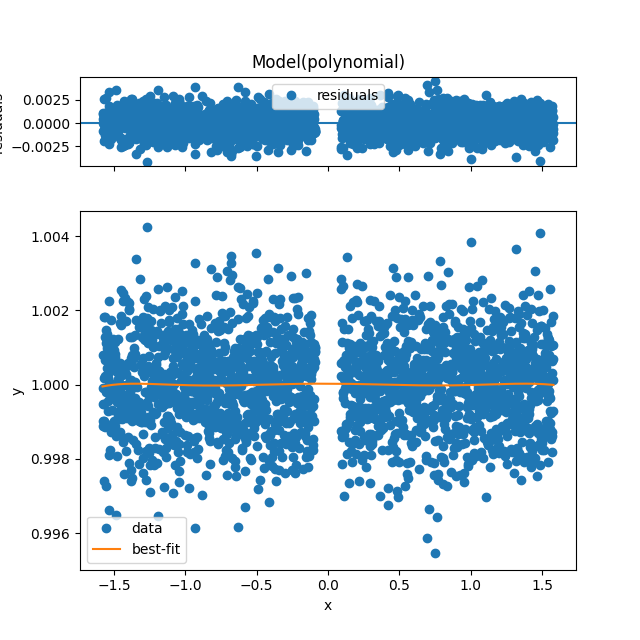 Model(polynomial)
residuals
0.0025
0.0000
−0.0025
residuals
1.004
1.002
1.000
0.998
0.996
y
data
best-fit
−1.5 −1.0 −0.5 0.0 0.5 1.0 1.5
x